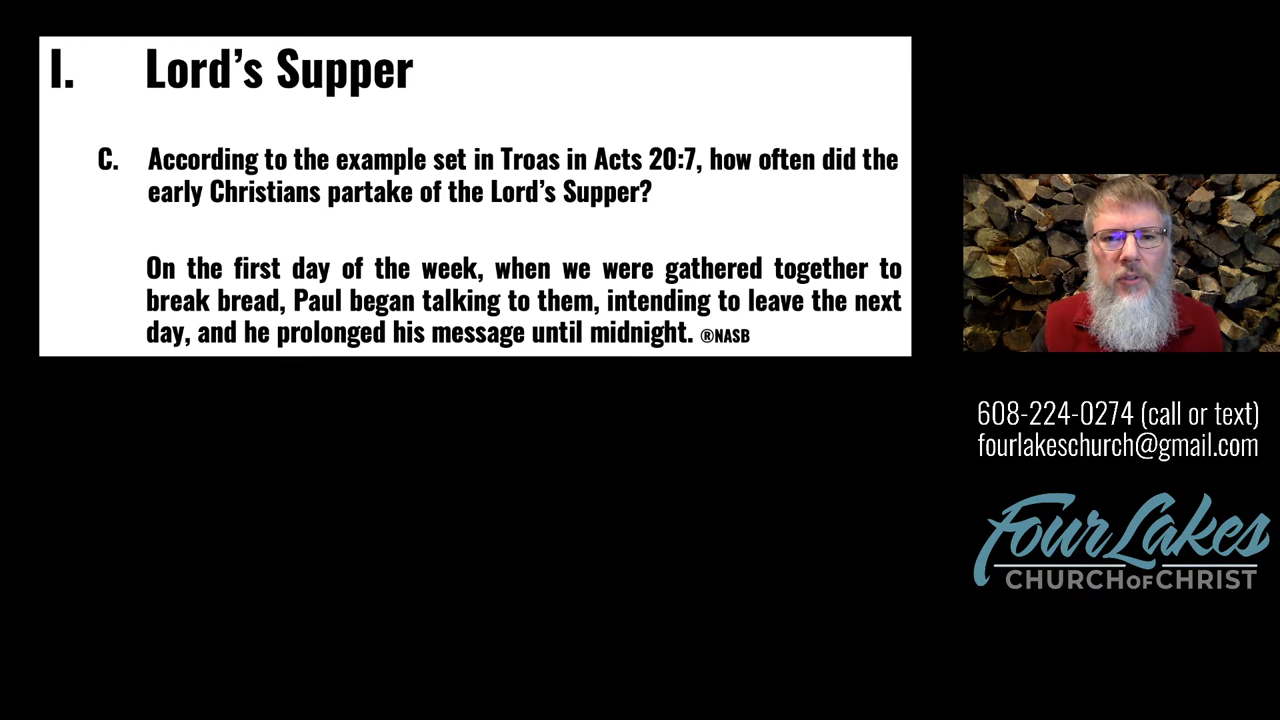 I. Lord’s Supper
C. According to the example set in Troas in Acts 20:7, how often did the
early Christians partake of the Lord’s Supper?
On the first day of the week, when we were gathered together to
break bread, Paul began talking to them, intending to leave the next
day, and he prolonged his message until midnight. ®NASB
608-224-0274 (call or text)
fourlakeschurch@gmail.com
Four Lakes
CHURCH OF CHRIST